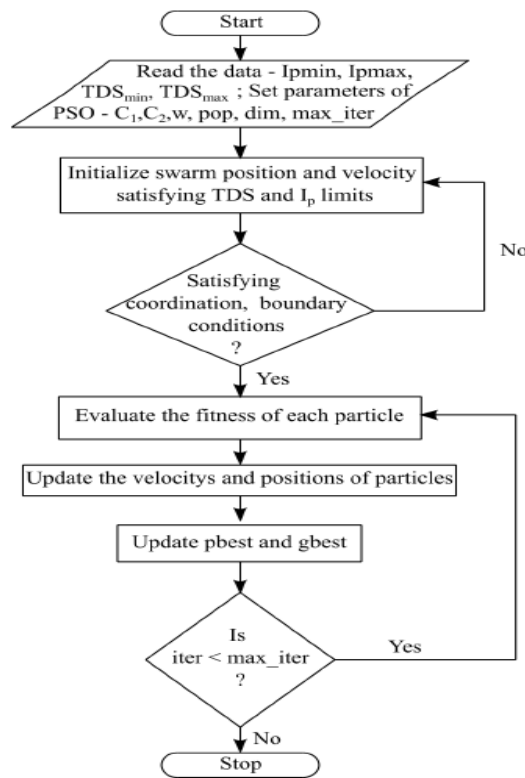 Start
Read the data - Ipmin, Ipmax,
TDSmin, TDSmax ; Set parameters of
PSO - C1,C2,w, pop, dim, max_iter
Initialize swarm position and velocity
satisfying TDS and Ip limits
No
Satisfying
coordination, boundary
conditions
?
Yes
Evaluate the fitness of each particle
Update the velocitys and positions of particles
Update pbest and gbest
Is
iter < max_iter
?
Yes
No
Stop